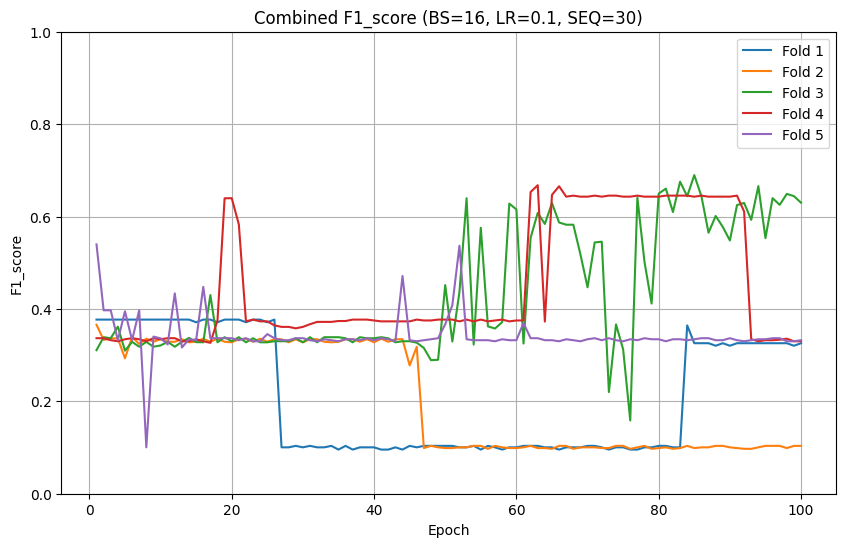 Combined F1_score (BS=16, LR=0.1, SEQ=30)
1.0
0.8
0.6
0.4
0.2
0.0
F1_score
0 20 40 60 80 100
Epoch
Fold 1
Fold 2
Fold 3
Fold 4
Fold 5